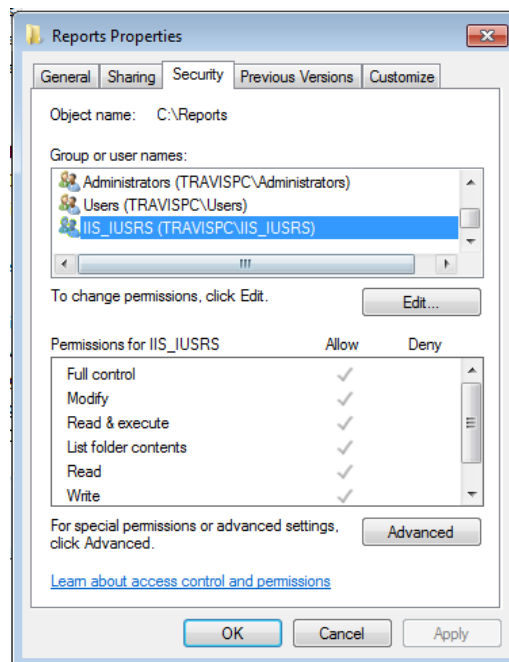 Reports Properties
General Sharing Security Previous Versions Customize
Object name: C:\Reports
Group or user names:
Administrators (TRAVISPC\Administrators)
Users (TRAVISPC\Users)
IIS_IUSRS (TRAVISPC\IIS_IUSRS)
To change permissions, click Edit.
Edit...
Permissions for IIS_IUSRS Allow Deny
Full control
Modify
Read & execute
List folder contents
Read
Write
For special permissions or advanced settings,
click Advanced.
Advanced
Learn about access control and permissions
OK Cancel Apply